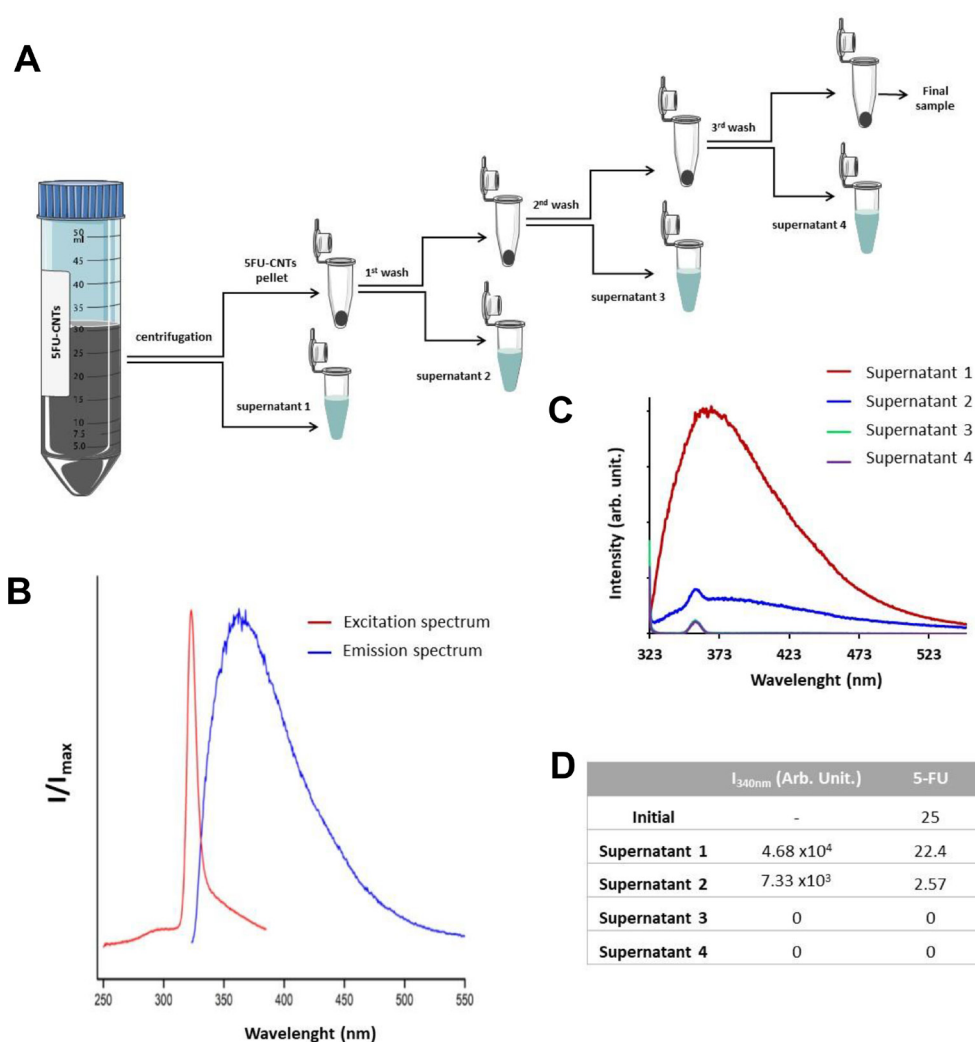 A
50
ml
45
40
35
30
25
20
15
10
7.5
5.0
5FU-CNTs
centrifugation
5FU-CNTs
pellet
supernatant 1
1st wash
supernatant 2
2nd wash
supernatant 3
3rd wash
supernatant 4
Final
sample
B
I/Imax
Excitation spectrum
Emission spectrum
250 300 350 400 450 500 550
Wavelenght (nm)
C
Supernatant 1
Supernatant 2
Supernatant 3
Supernatant 4
Intensity (arb. unit.)
323 373 423 473 523
Wavelenght (nm)
D
I340nm (Arb. Unit.) 5-FU
Initial - 25
Supernatant 1 4.68 x10⁴ 22.4
Supernatant 2 7.33 x10³ 2.57
Supernatant 3 0 0
Supernatant 4 0 0